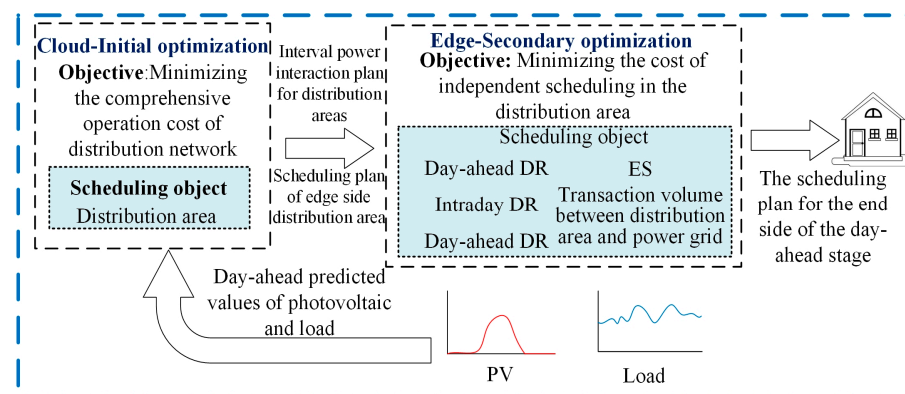 Cloud-Initial optimization
Objective:Minimizing
the comprehensive
operation cost of
distribution network
Scheduling object
Distribution area
Interval power
interaction plan
for distribution
areas
Scheduling plan
of edge side
distribution area
Edge-Secondary optimization
Objective: Minimizing the cost of
independent scheduling in the
distribution area
Scheduling object
Day-ahead DR
Intraday DR
Day-ahead DR
ES
Transaction volume
between distribution
area and power grid
The scheduling
plan for the end
side of the day-
ahead stage
Day-ahead predicted
values of photovoltaic
and load
PV
Load